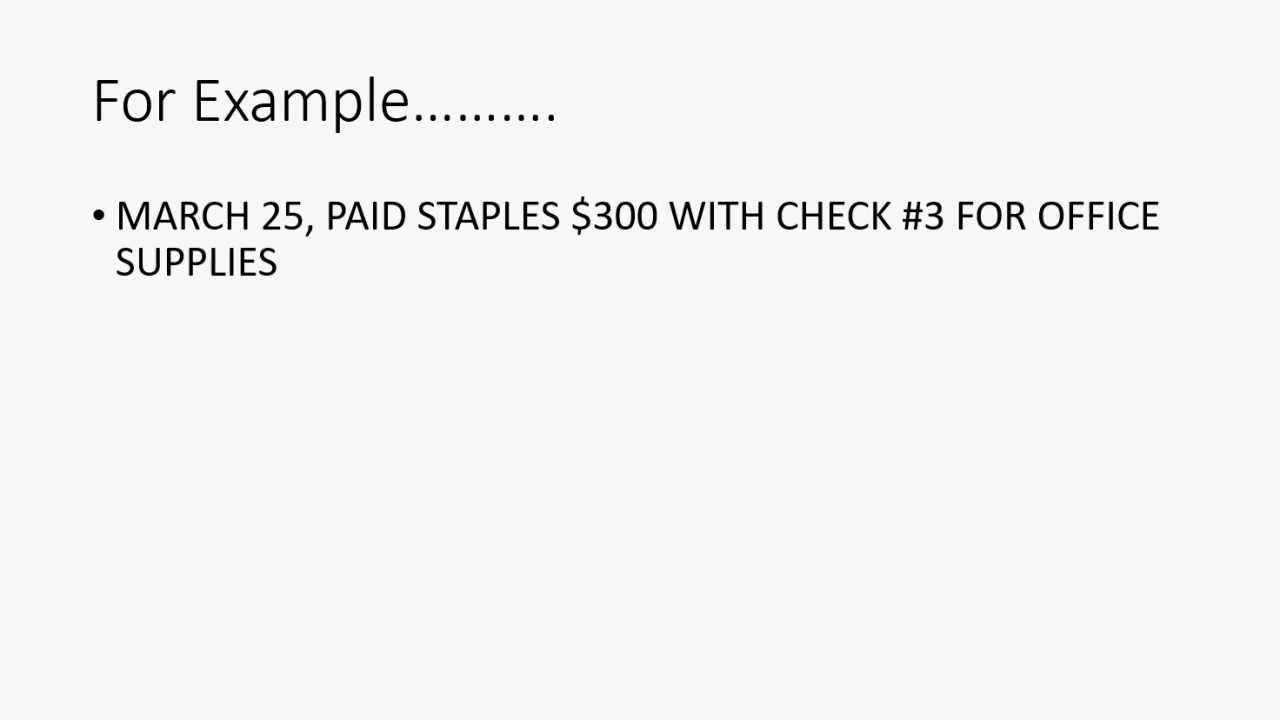 For Example……….
• MARCH 25, PAID STAPLES $300 WITH CHECK #3 FOR OFFICE
SUPPLIES